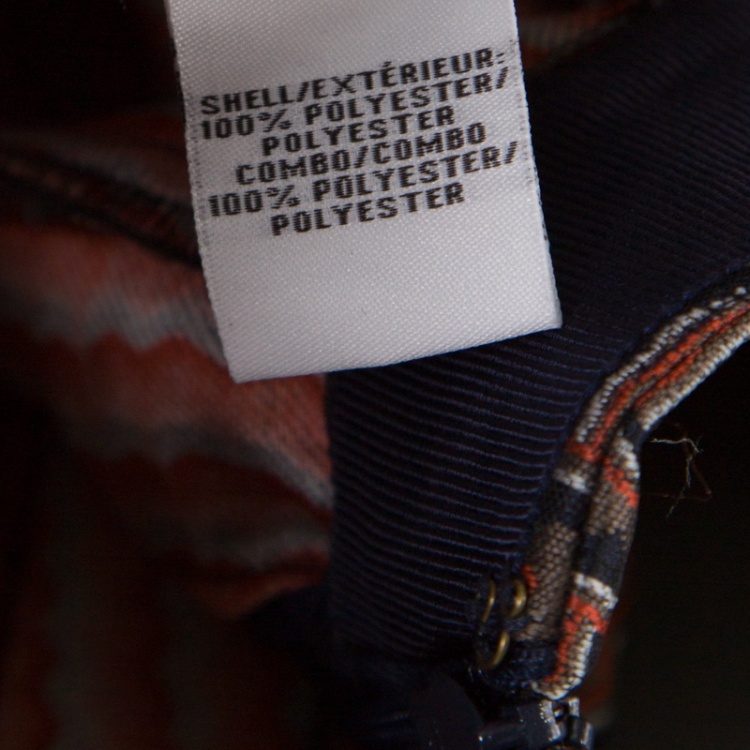 SHELL/EXTÉRIEUR:
100% POLYESTER/
POLYESTER
COMBO/COMBO
100% POLYESTER/
POLYESTER